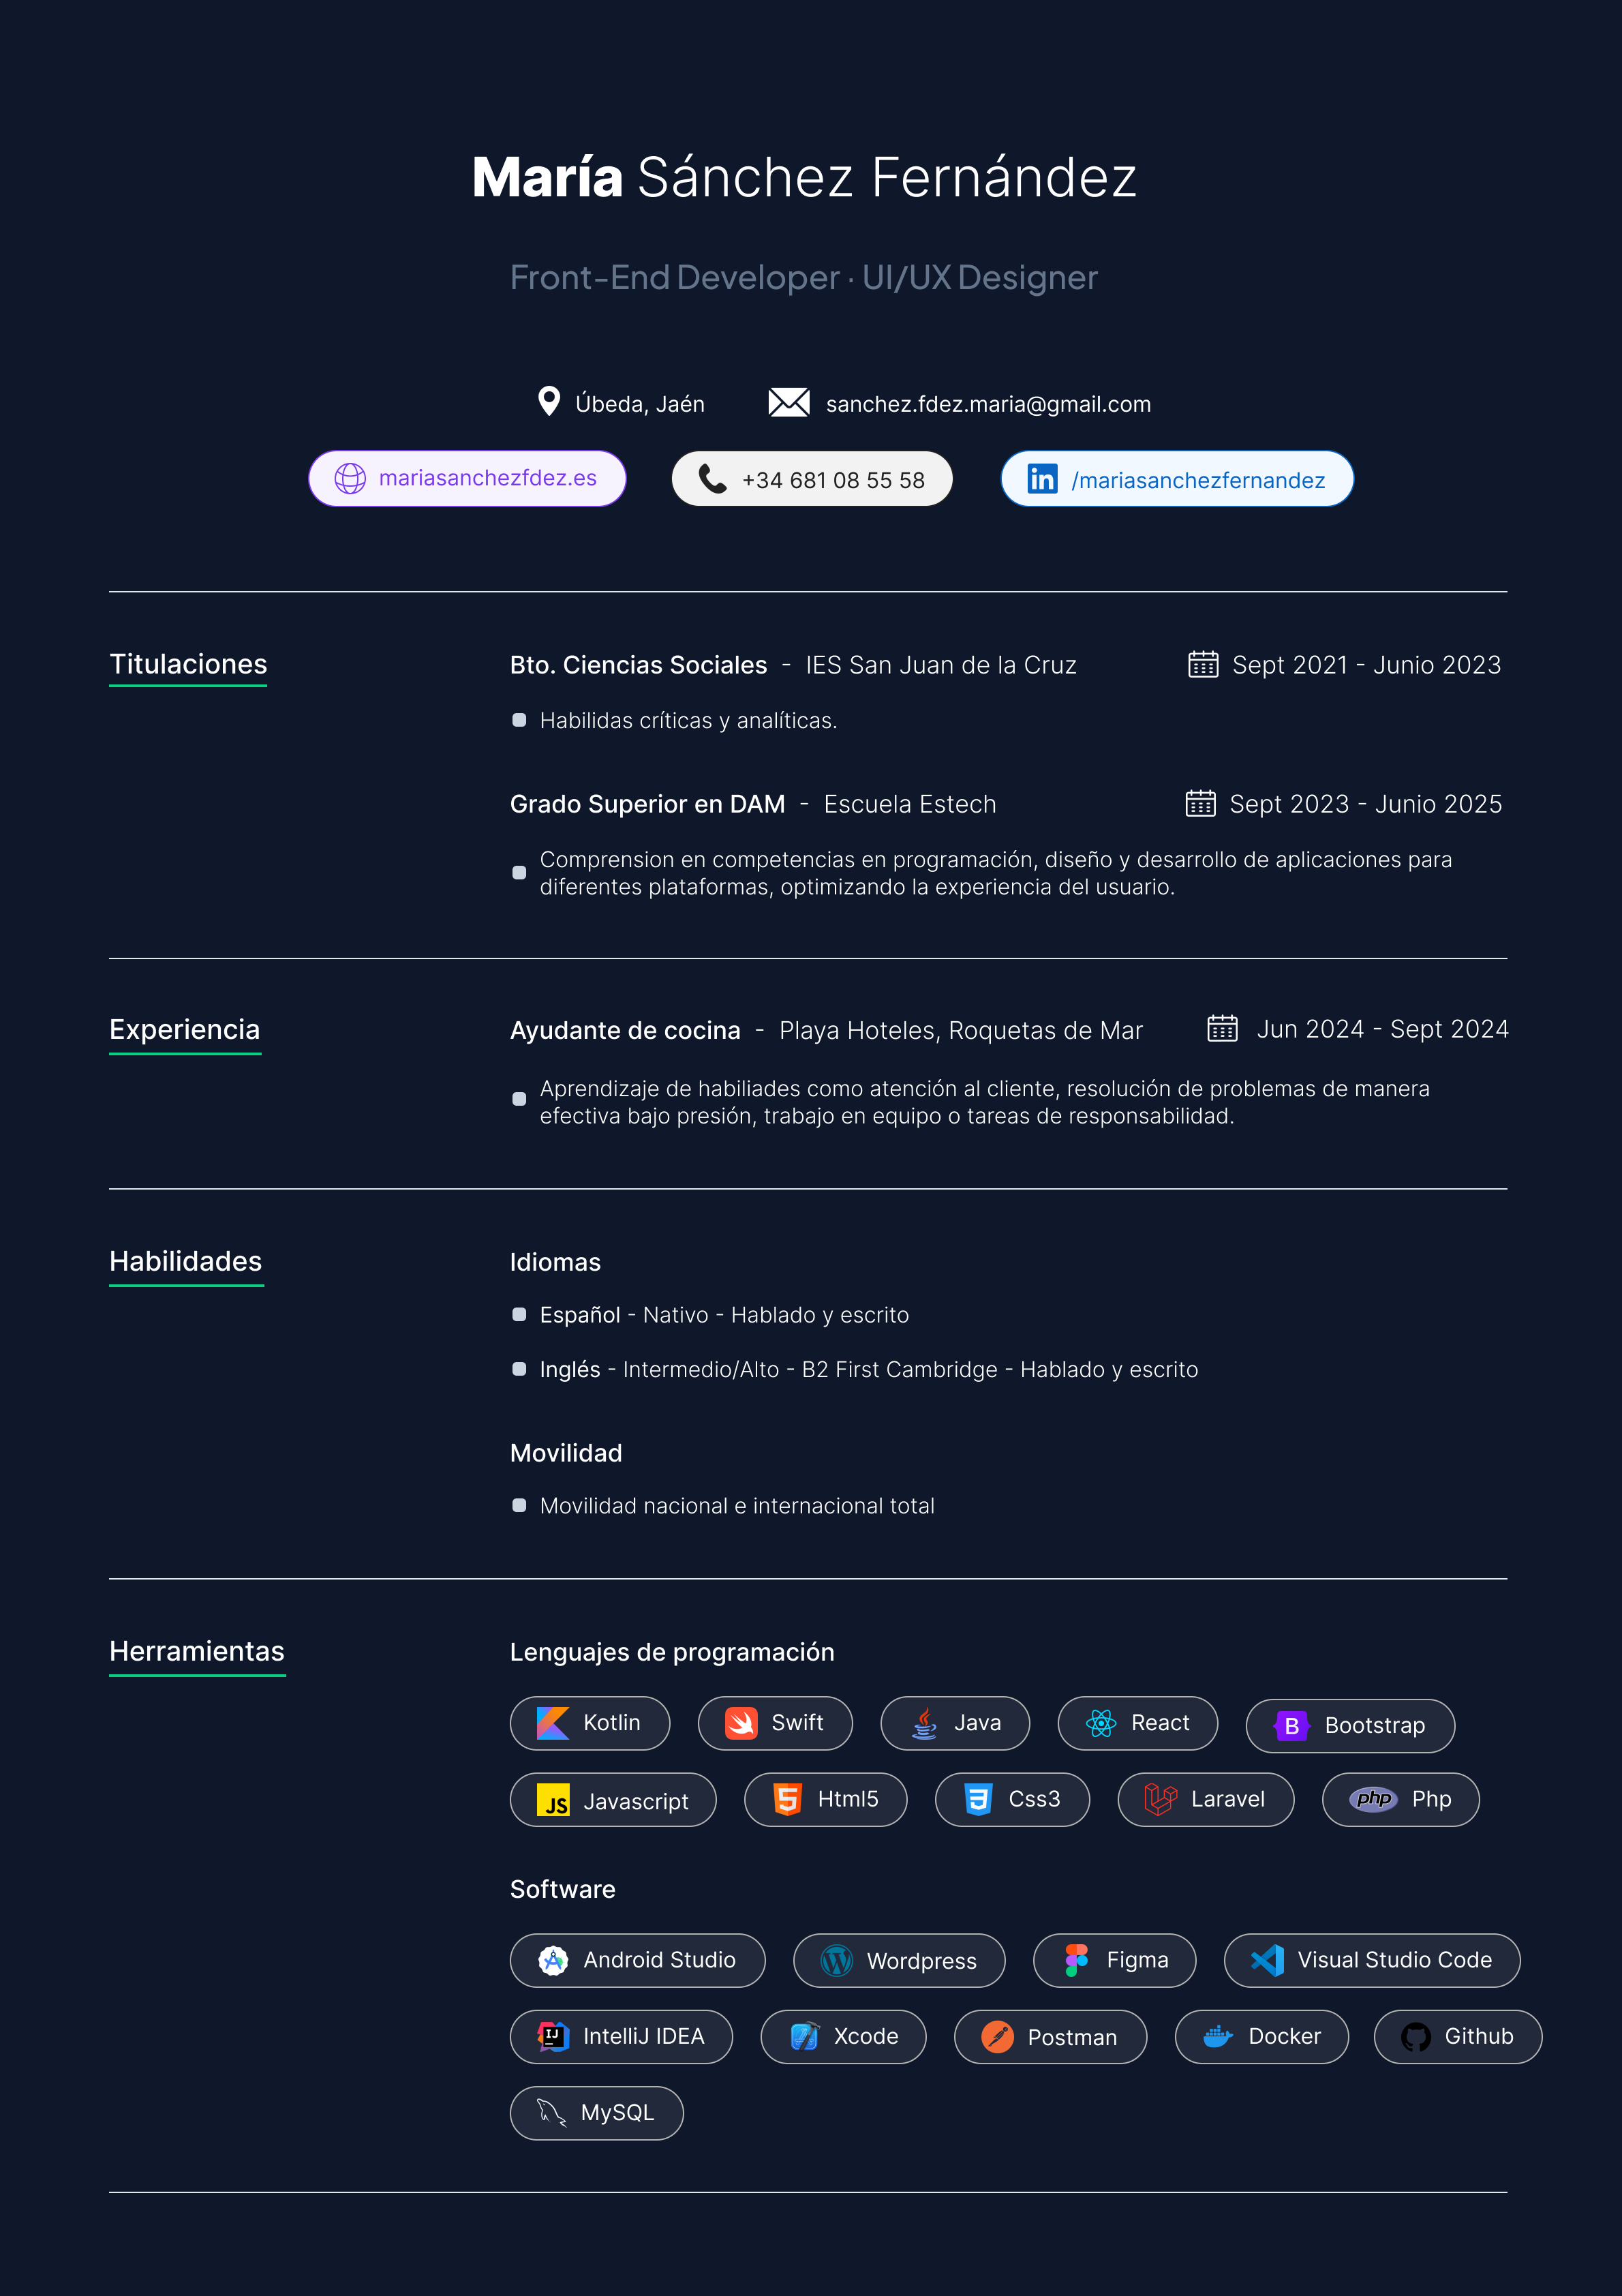 María Sánchez Fernández
Front-End Developer · UI/UX Designer
Úbeda, Jaén sanchez.fdez.maria@gmail.com
mariasanchezfdez.es +34 681 08 55 58 in /mariasanchezfernandez
Titulaciones
Bto. Ciencias Sociales - IES San Juan de la Cruz Sept 2021 - Junio 2023
Habilidas críticas y analíticas.
Grado Superior en DAM - Escuela Estech Sept 2023 - Junio 2025
Comprension en competencias en programación, diseño y desarrollo de aplicaciones para
diferentes plataformas, optimizando la experiencia del usuario.
Experiencia
Ayudante de cocina - Playa Hoteles, Roquetas de Mar Jun 2024 - Sept 2024
Aprendizaje de habiliades como atención al cliente, resolución de problemas de manera
efectiva bajo presión, trabajo en equipo o tareas de responsabilidad.
Habilidades
Idiomas
Español - Nativo - Hablado y escrito
Inglés - Intermedio/Alto - B2 First Cambridge - Hablado y escrito
Movilidad
Movilidad nacional e internacional total
Herramientas
Lenguajes de programación
Kotlin Swift Java React B Bootstrap
JS Javascript 5 Html5 3 Css3 Laravel php Php
Software
Android Studio W Wordpress Figma Visual Studio Code
IJ IntelliJ IDEA Xcode Postman Docker Github
MySQL